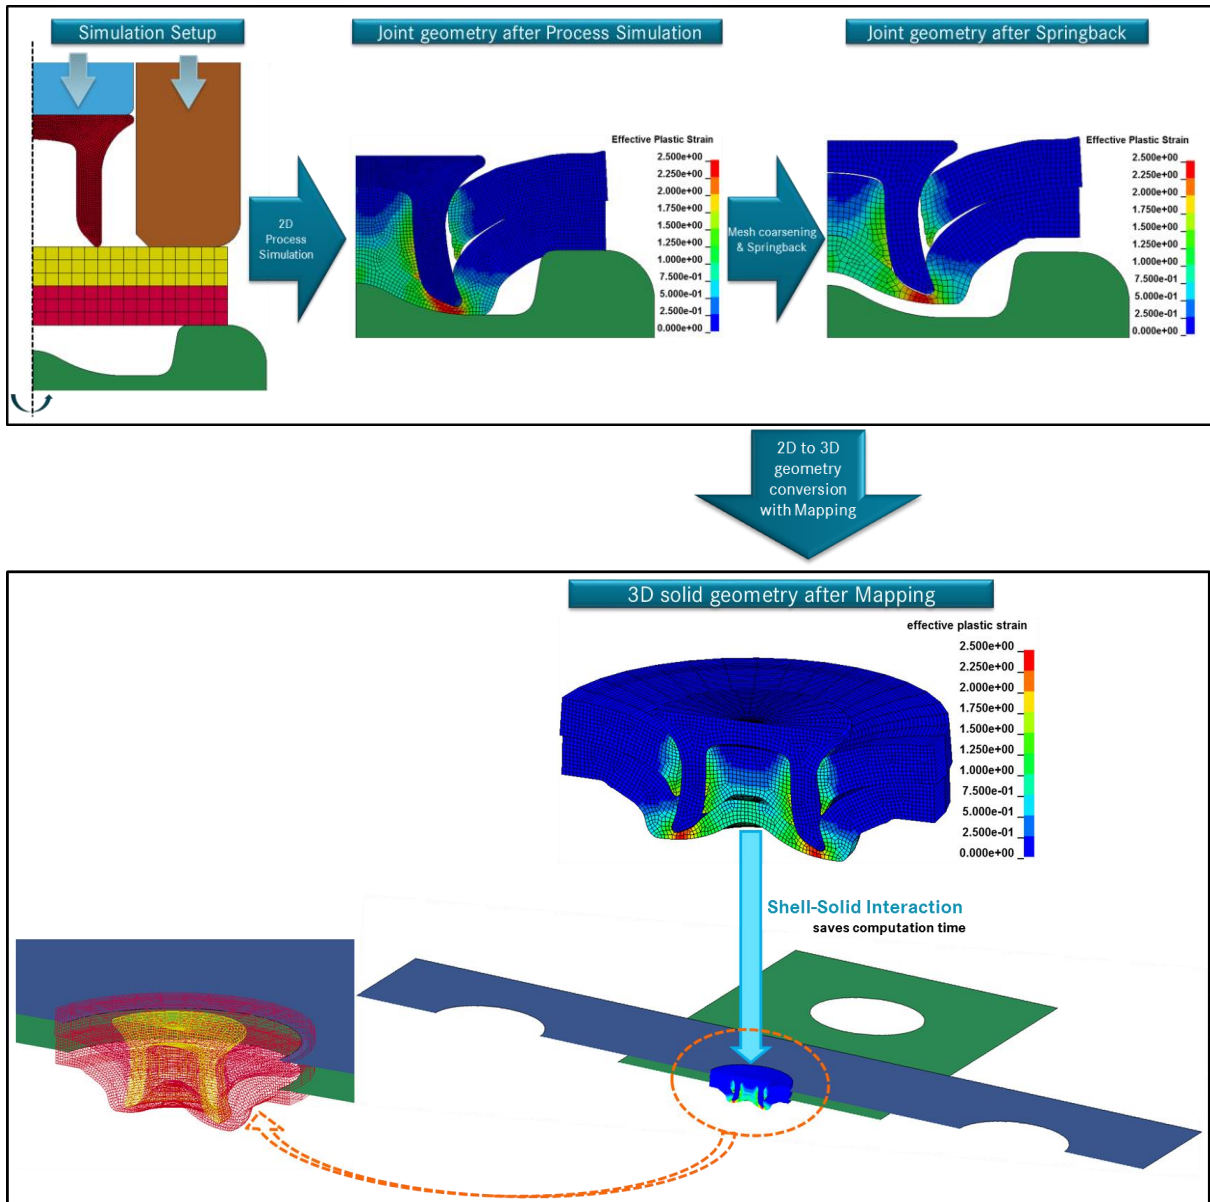 Simulation Setup
Joint geometry after Process Simulation
Joint geometry after Springback
2D
Process
Simulation
Effective Plastic Strain
2.500e+00
2.250e+00
2.000e+00
1.750e+00
1.500e+00
1.250e+00
1.000e+00
7.500e-01
5.000e-01
2.500e-01
0.000e+00
Mesh coarsening
& Springback
Effective Plastic Strain
2.500e+00
2.250e+00
2.000e+00
1.750e+00
1.500e+00
1.250e+00
1.000e+00
7.500e-01
5.000e-01
2.500e-01
0.000e+00
2D to 3D
geometry
conversion
with Mapping
3D solid geometry after Mapping
effective plastic strain
2.500e+00
2.250e+00
2.000e+00
1.750e+00
1.500e+00
1.250e+00
1.000e+00
7.500e-01
5.000e-01
2.500e-01
0.000e+00
Shell-Solid Interaction
saves computation time